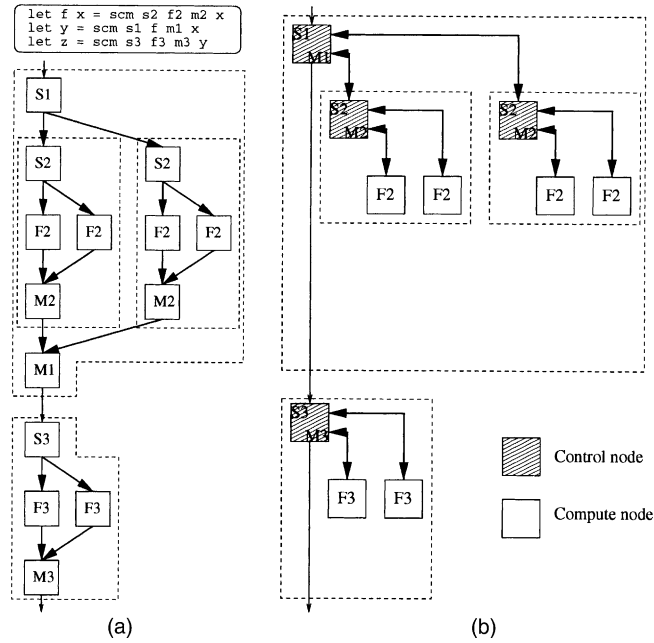 let f x = scm s2 f2 m2 x
let y = scm s1 f m1 x
let z = scm s3 f3 m3 y
S1
S2 S2
F2 F2 F2 F2
M2 M2
M1
S3
F3 F3
M3
(a)
S1
M1
S2 S2
M2 M2
F2 F2 F2 F2
S3
M3
F3 F3
Control node
Compute node
(b)